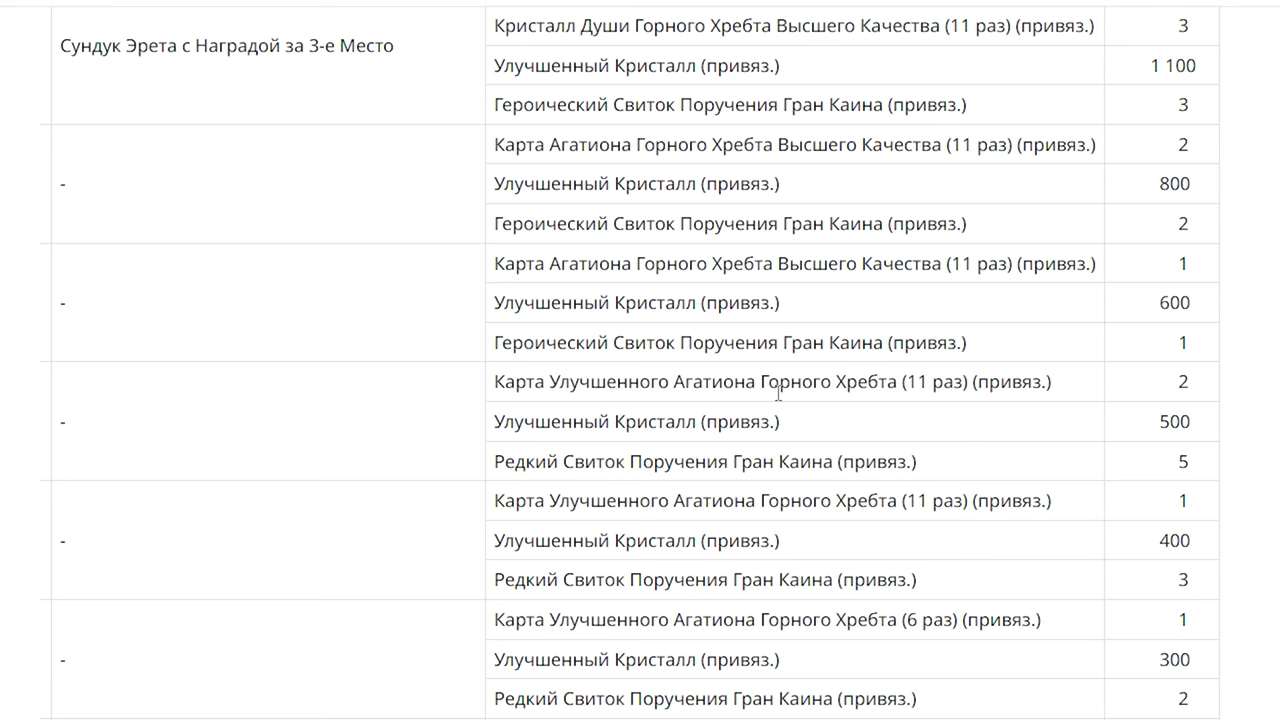 Кристалл Души Горного Хребта Высшего Качества (11 раз) (привяз.) 3
Сундук Эрета с Наградой за 3-е Место
Улучшенный Кристалл (привяз.) 1 100
Героический Свиток Поручения Гран Каина (привяз.) 3
Карта Агатиона Горного Хребта Высшего Качества (11 раз) (привяз.) 2
- Улучшенный Кристалл (привяз.) 800
Героический Свиток Поручения Гран Каина (привяз.) 2
Карта Агатиона Горного Хребта Высшего Качества (11 раз) (привяз.) 1
- Улучшенный Кристалл (привяз.) 600
Героический Свиток Поручения Гран Каина (привяз.) 1
Карта Улучшенного Агатиона Горного Хребта (11 раз) (привяз.) 2
- Улучшенный Кристалл (привяз.) 500
Редкий Свиток Поручения Гран Каина (привяз.) 5
Карта Улучшенного Агатиона Горного Хребта (11 раз) (привяз.) 1
- Улучшенный Кристалл (привяз.) 400
Редкий Свиток Поручения Гран Каина (привяз.) 3
Карта Улучшенного Агатиона Горного Хребта (6 раз) (привяз.) 1
- Улучшенный Кристалл (привяз.) 300
Редкий Свиток Поручения Гран Каина (привяз.) 2